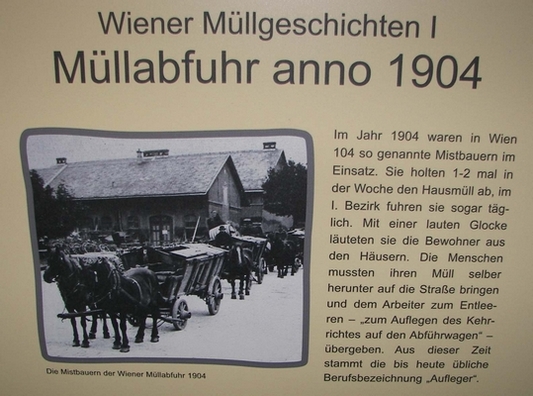 Wiener Müllgeschichten I
Müllabfuhr anno 1904
Im Jahr 1904 waren in Wien
104 so genannte Mistbauern im
Einsatz. Sie holten 1-2 mal in
der Woche den Hausmüll ab, im
I. Bezirk fuhren sie sogar täg-
lich. Mit einer lauten Glocke
läuteten sie die Bewohner aus
den Häusern. Die Menschen
mussten ihren Müll selber
herunter auf die Straße bringen
und dem Arbeiter zum Entlee-
ren – „zum Auflegen des Kehr-
richtes auf den Abführwagen“ –
übergeben. Aus dieser Zeit
stammt die bis heute übliche
Berufsbezeichnung „Aufleger“.
Die Mistbauern der Wiener Müllabfuhr 1904